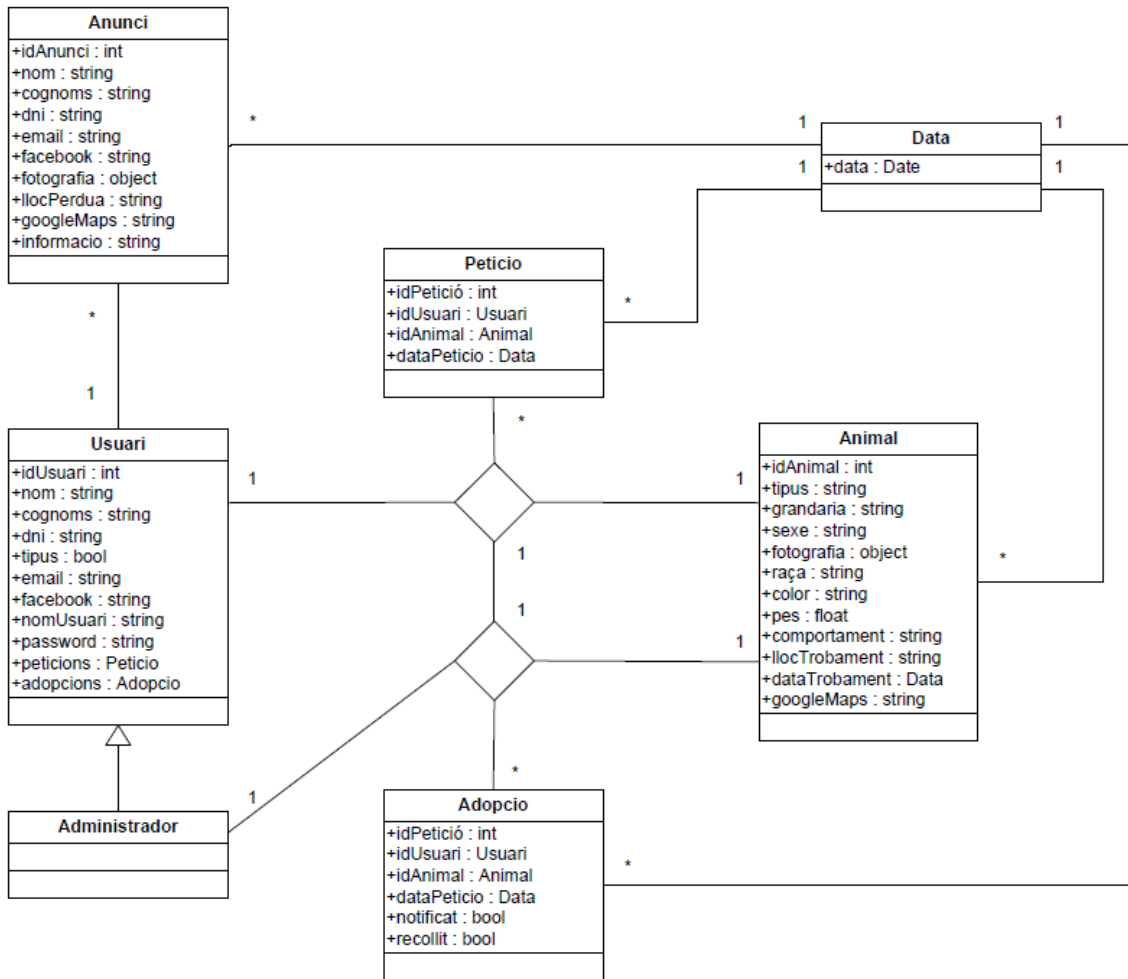 Anunci
+idAnunci : int
+nom : string
+cognoms : string
+dni : string
+email : string
+facebook : string
+fotografia : object
+llocPerdua : string
+googleMaps : string
+informacio : string
*
1
1
Data
+data : Date
1
1
Peticio
+idPetició : int
+idUsuari : Usuari
+idAnimal : Animal
+dataPeticio : Data
*
*
1
*
Usuari
+idUsuari : int
+nom : string
+cognoms : string
+dni : string
+tipus : bool
+email : string
+facebook : string
+nomUsuari : string
+password : string
+peticions : Peticio
+adopcions : Adopcio
1
1
1
1
1
Animal
+idAnimal : int
+tipus : string
+grandaria : string
+sexe : string
+fotografia : object
+raça : string
+color : string
+pes : float
+comportament : string
+llocTrobament : string
+dataTrobament : Data
+googleMaps : string
*
Administrador
1
*
Adopcio
+idPetició : int
+idUsuari : Usuari
+idAnimal : Animal
+dataPeticio : Data
+notificat : bool
+recollit : bool
*